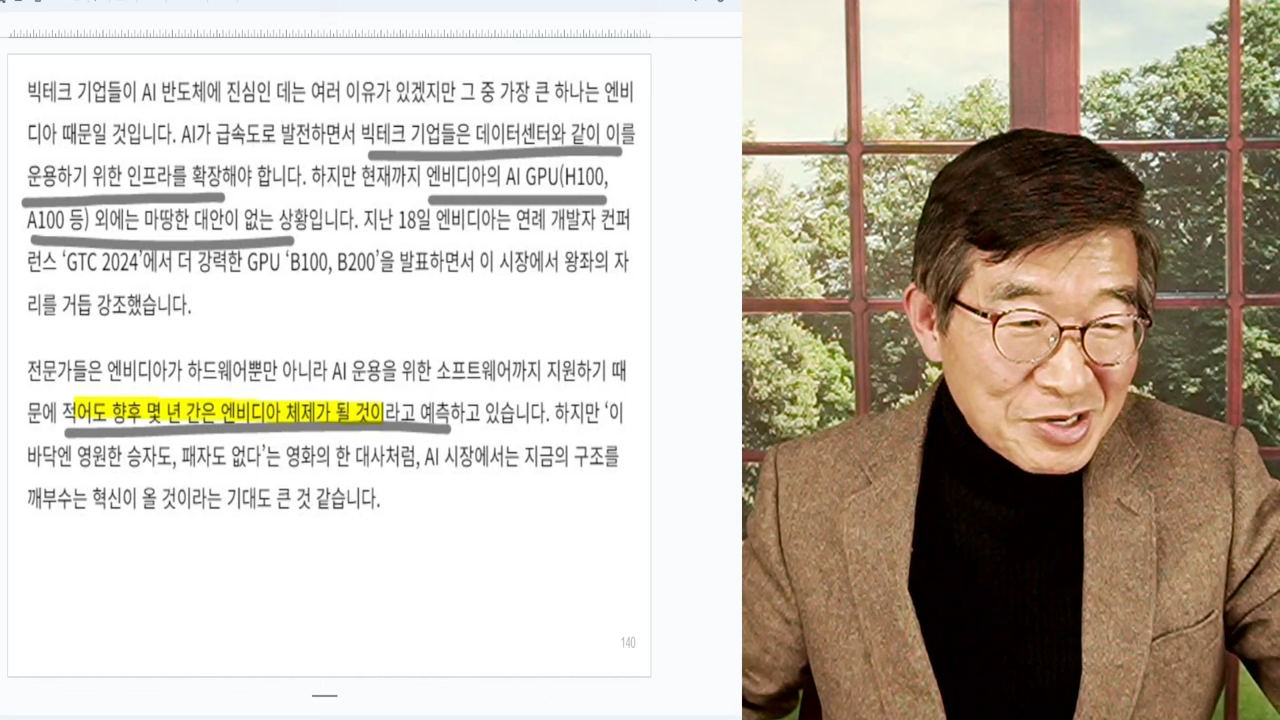 빅테크 기업들이 AI 반도체에 진심인 데는 여러 이유가 있겠지만 그 중 가장 큰 하나는 엔비
디아 때문일 것입니다. AI가 급속도로 발전하면서 빅테크 기업들은 데이터센터와 같이 이를
운용하기 위한 인프라를 확장해야 합니다. 하지만 현재까지 엔비디아의 AI GPU(H100,
A100 등) 외에는 마땅한 대안이 없는 상황입니다. 지난 18일 엔비디아는 연례 개발자 컨퍼
런스 ‘GTC 2024’에서 더 강력한 GPU ‘B100, B200’을 발표하면서 이 시장에서 왕좌의 자
리를 거듭 강조했습니다.
전문가들은 엔비디아가 하드웨어뿐만 아니라 AI 운용을 위한 소프트웨어까지 지원하기 때
문에 적어도 향후 몇 년 간은 엔비디아 체제가 될 것이라고 예측하고 있습니다. 하지만 ‘이
바닥엔 영원한 승자도, 패자도 없다’는 영화의 한 대사처럼, AI 시장에서는 지금의 구조를
깨부수는 혁신이 올 것이라는 기대도 큰 것 같습니다.
140